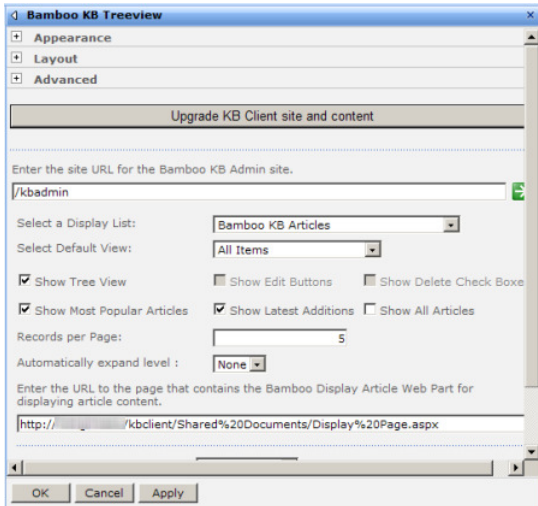 Bamboo KB Treeview
Appearance
Layout
Advanced
Upgrade KB Client site and content
Enter the site URL for the Bamboo KB Admin site.
/kbadmin
Select a Display List: Bamboo KB Articles
Select Default View: All Items
Show Tree View Show Edit Buttons Show Delete Check Boxe
Show Most Popular Articles Show Latest Additions Show All Articles
Records per Page: 5
Automatically expand level : None
Enter the URL to the page that contains the Bamboo Display Article Web Part for
displaying article content.
http:// /kbclient/Shared%20Documents/Display%20Page.aspx
OK Cancel Apply